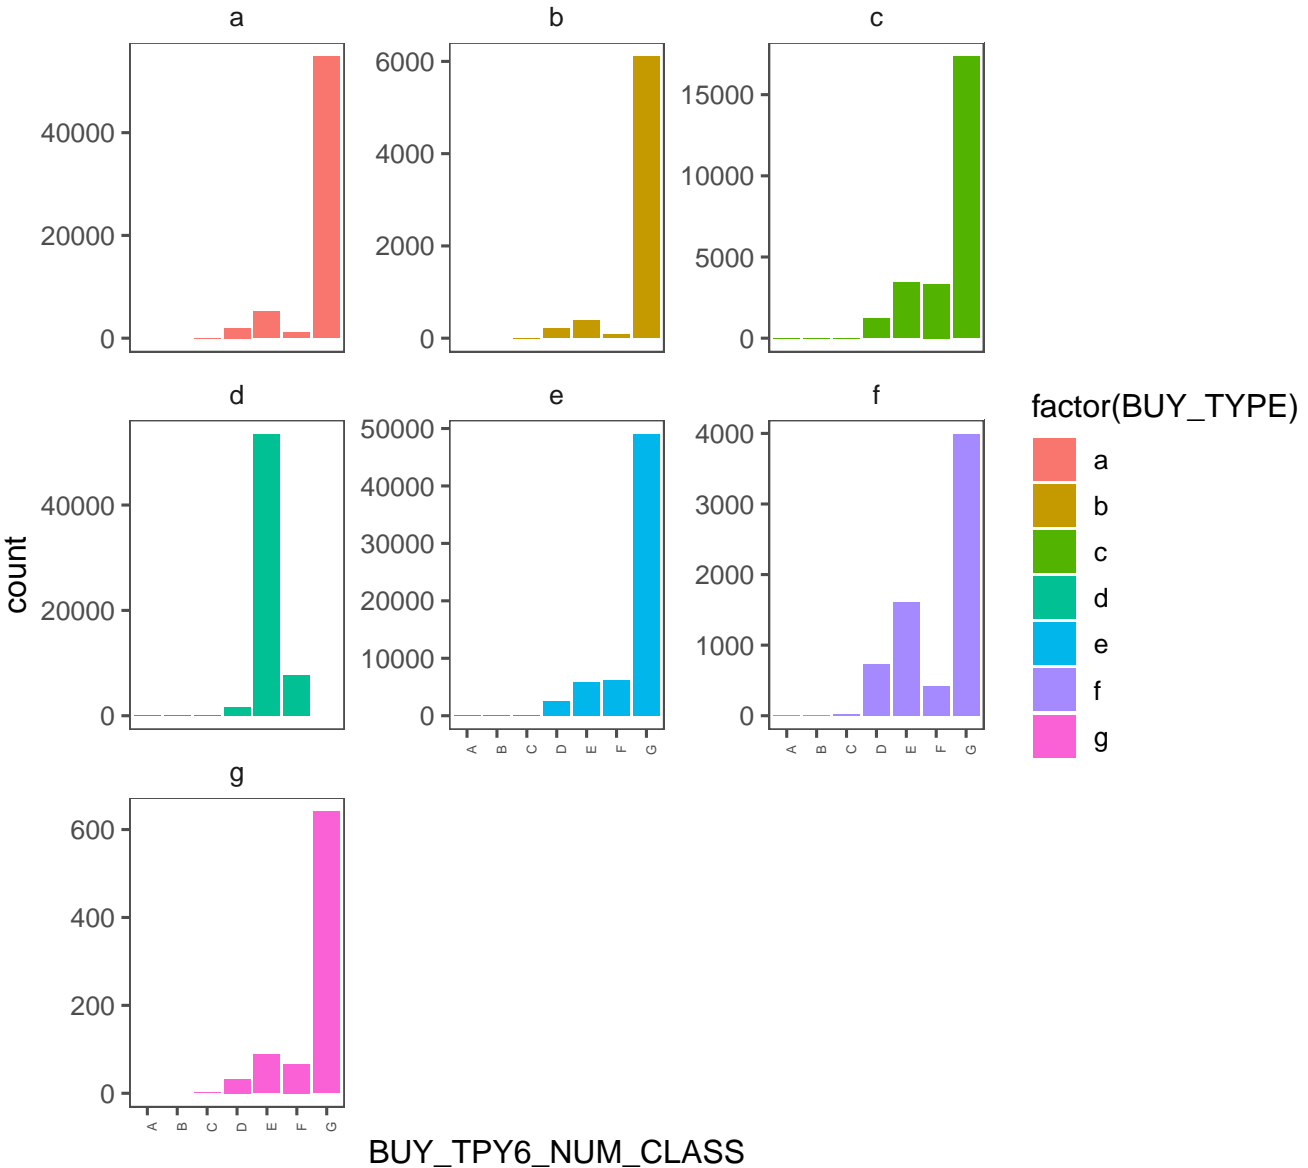 a
b
c
40000
20000
0
6000
4000
2000
0
15000
10000
5000
0
d
e
f
40000
20000
0
50000
40000
30000
20000
10000
0
4000
3000
2000
1000
0
A B C D E F G
A B C D E F G
g
600
400
200
0
A B C D E F G
count
BUY_TPY6_NUM_CLASS
factor(BUY_TYPE)
a
b
c
d
e
f
g